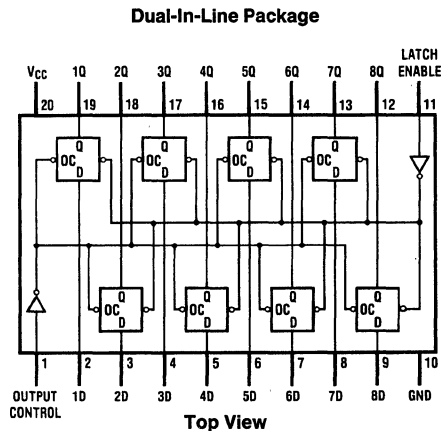 Dual-In-Line Package
LATCH
VCC 1Q 2Q 3Q 4Q 5Q 6Q 7Q 8Q ENABLE
20 19 18 17 16 15 14 13 12 11
Q Q Q Q
OC OC OC OC
D D D D
Q Q Q Q
OC OC OC OC
D D D D
1 2 3 4 5 6 7 8 9 10
OUTPUT 1D 2D 3D 4D 5D 6D 7D 8D GND
CONTROL
Top View